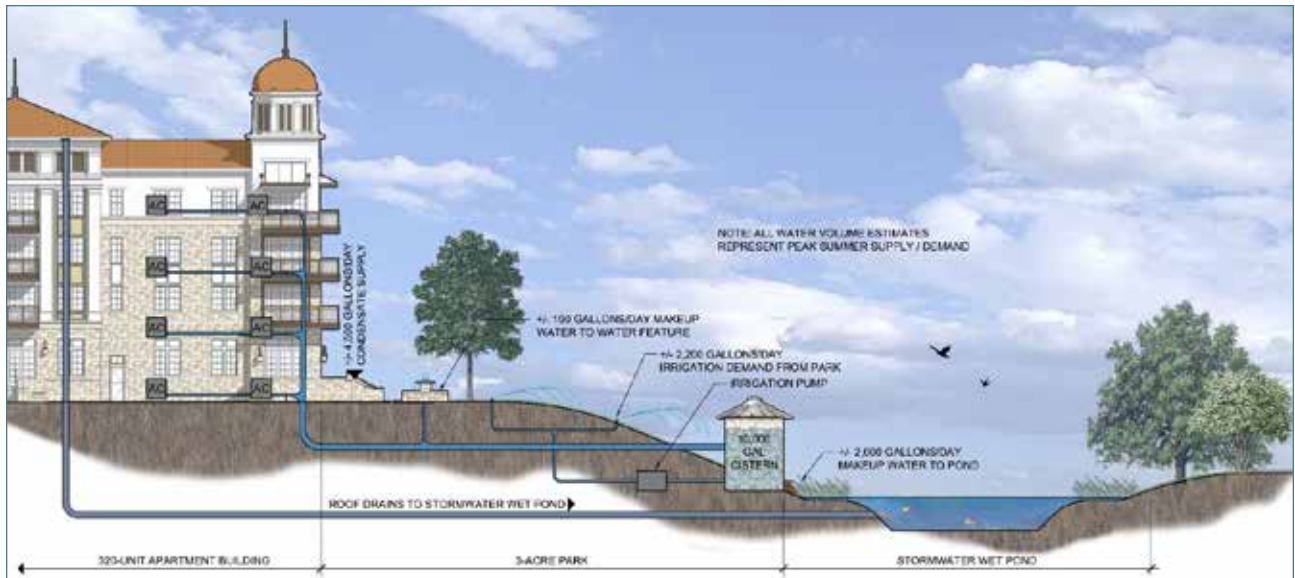 AC AC
AC AC
AC AC
AC AC
GALLONS/DAY
CONDENSATE SUPPLY
NOTE: ALL WATER VOLUME ESTIMATES
REPRESENT PEAK SUMMER SUPPLY / DEMAND
+/- 100 GALLONS/DAY MAKEUP
WATER TO WATER FEATURE
+/- 2,200 GALLONS/DAY
IRRIGATION DEMAND FROM PARK
IRRIGATION PUMP
10,000
GAL
CISTERN
+/- 2,000 GALLONS/DAY
MAKEUP WATER TO POND
ROOF DRAINS TO STORMWATER WET POND
320-UNIT APARTMENT BUILDING
3-ACRE PARK
STORMWATER WET POND